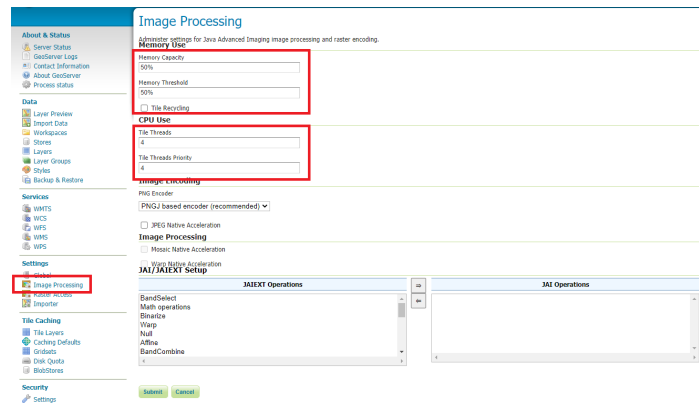 Image Processing
Administer settings for Java Advanced Imaging image processing and raster encoding.
About & Status
Server Status
GeoServer Logs
Contact Information
About GeoServer
Process status
Data
Layer Preview
Import Data
Workspaces
Stores
Layers
Layer Groups
Styles
Backup & Restore
Services
WMTS
WCS
WFS
WMS
WPS
Settings
Global
Image Processing
Raster Access
Importer
Tile Caching
Tile Layers
Caching Defaults
Gridsets
Disk Quota
BlobStores
Security
Settings
Memory Use
Memory Capacity
50%
Memory Threshold
50%
Tile Recycling
CPU Use
Tile Threads
4
Tile Threads Priority
4
Image Encoding
PNG Encoder
PNGJ based encoder (recommended)
JPEG Native Acceleration
Image Processing
Mosaic Native Acceleration
Warp Native Acceleration
JAI/JAIEXT Setup
JAIEXT Operations
JAI Operations
BandSelect
Math operations
Binarize
Warp
Null
Affine
BandCombine
Submit Cancel